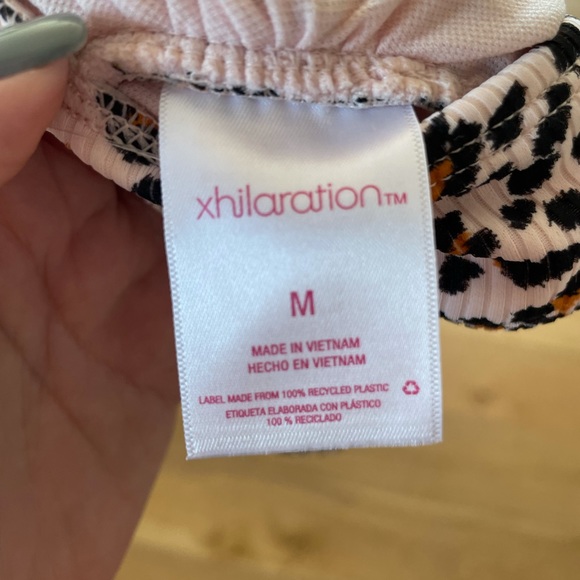 xhilaration™
M
MADE IN VIETNAM
HECHO EN VIETNAM
LABEL MADE FROM 100% RECYCLED PLASTIC
ETIQUETA ELABORADA CON PLÁSTICO
100 % RECICLADO